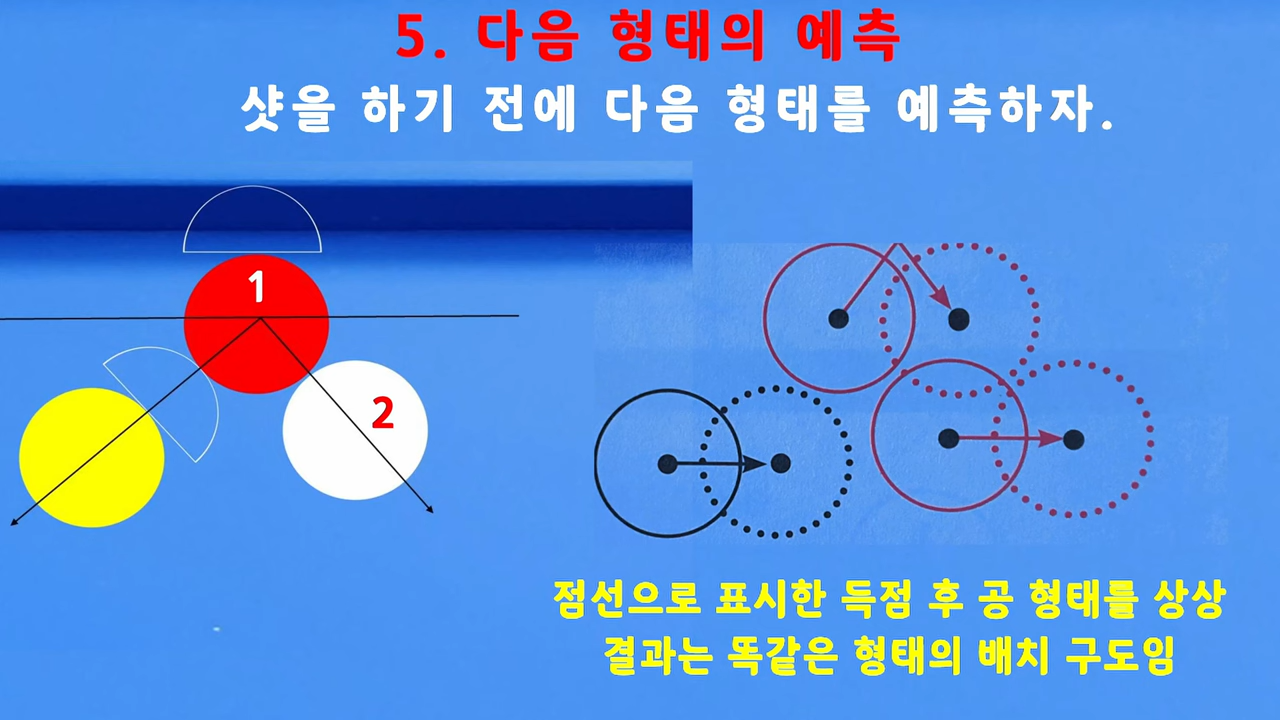 5. 다음 형태의 예측
샷을 하기 전에 다음 형태를 예측하자.
1
2
점선으로 표시한 득점 후 공 형태를 상상
결과는 똑같은 형태의 배치 구도임